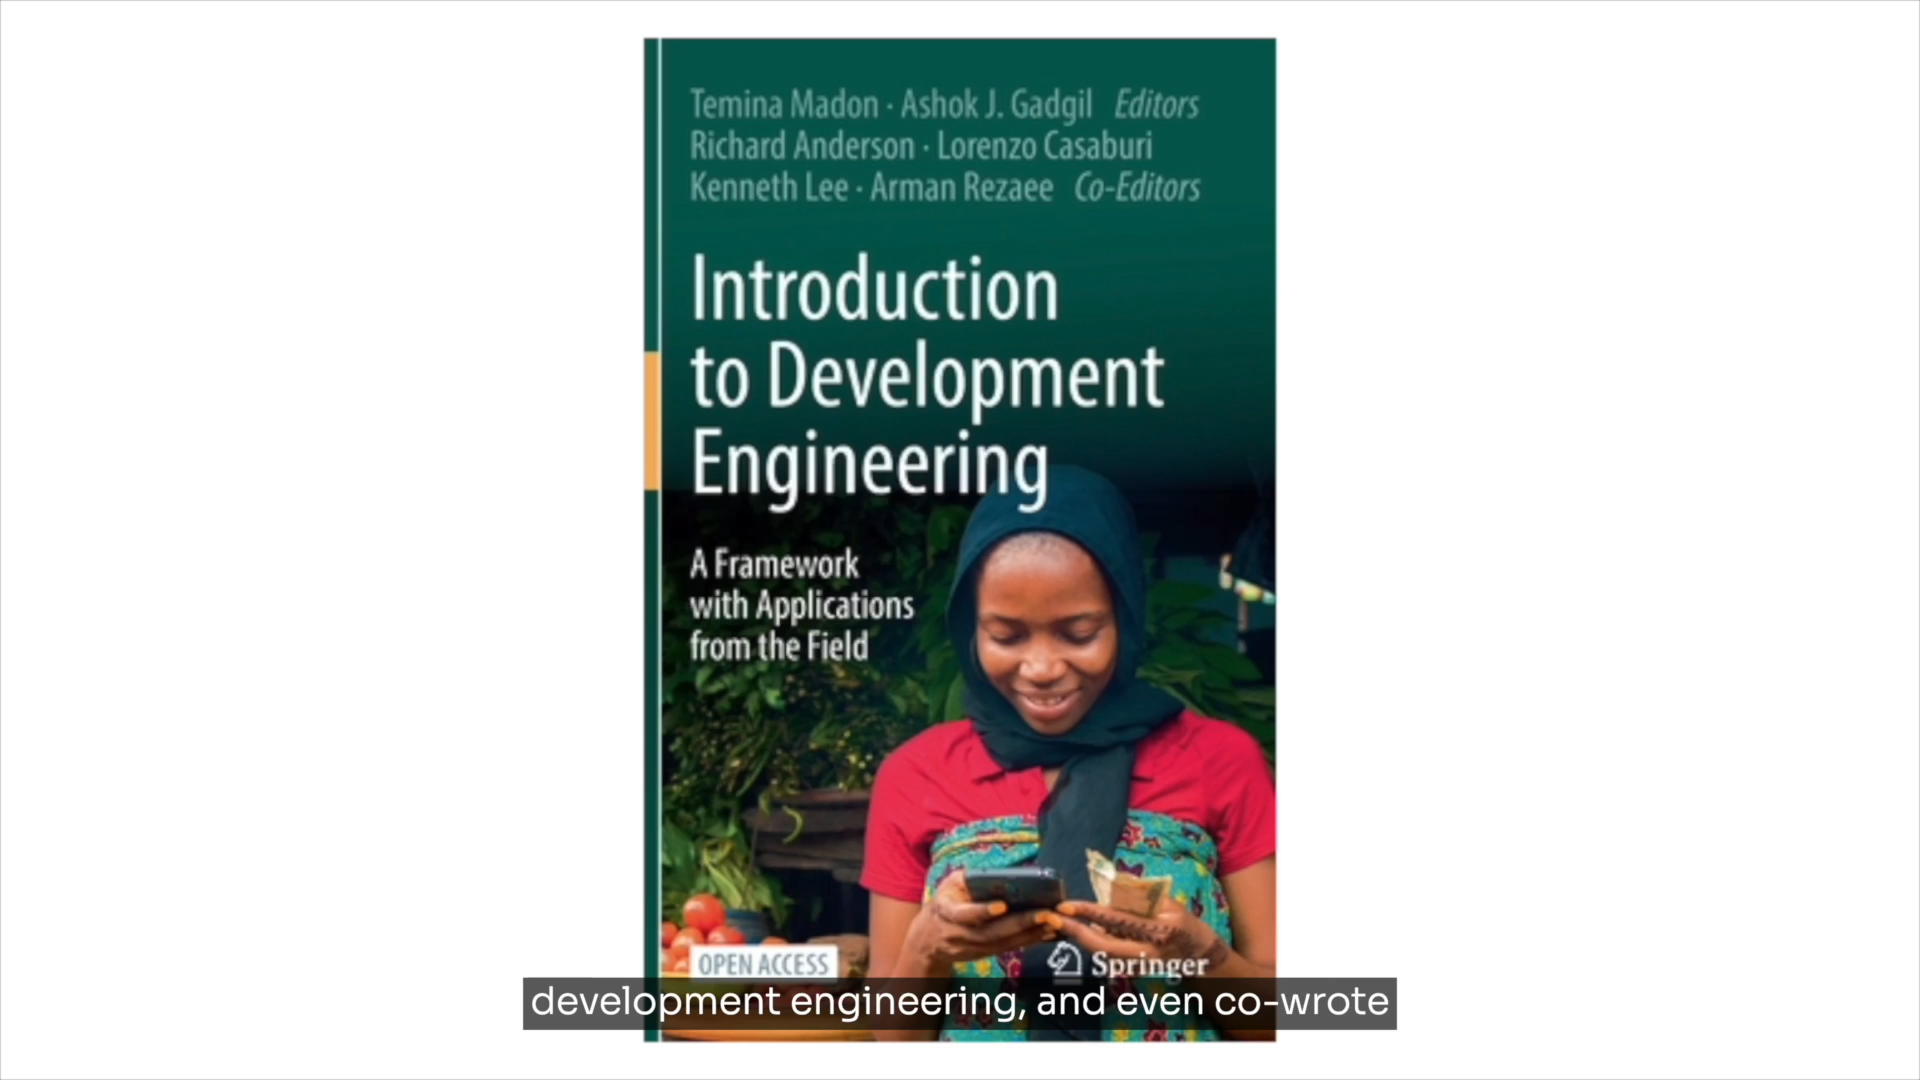 Temina Madon · Ashok J. Gadgil Editors
Richard Anderson · Lorenzo Casaburi
Kenneth Lee · Arman Rezaee Co-Editors
Introduction
to Development
Engineering
A Framework
with Applications
from the Field
OPEN ACCESS
Springer
development engineering, and even co-wrote